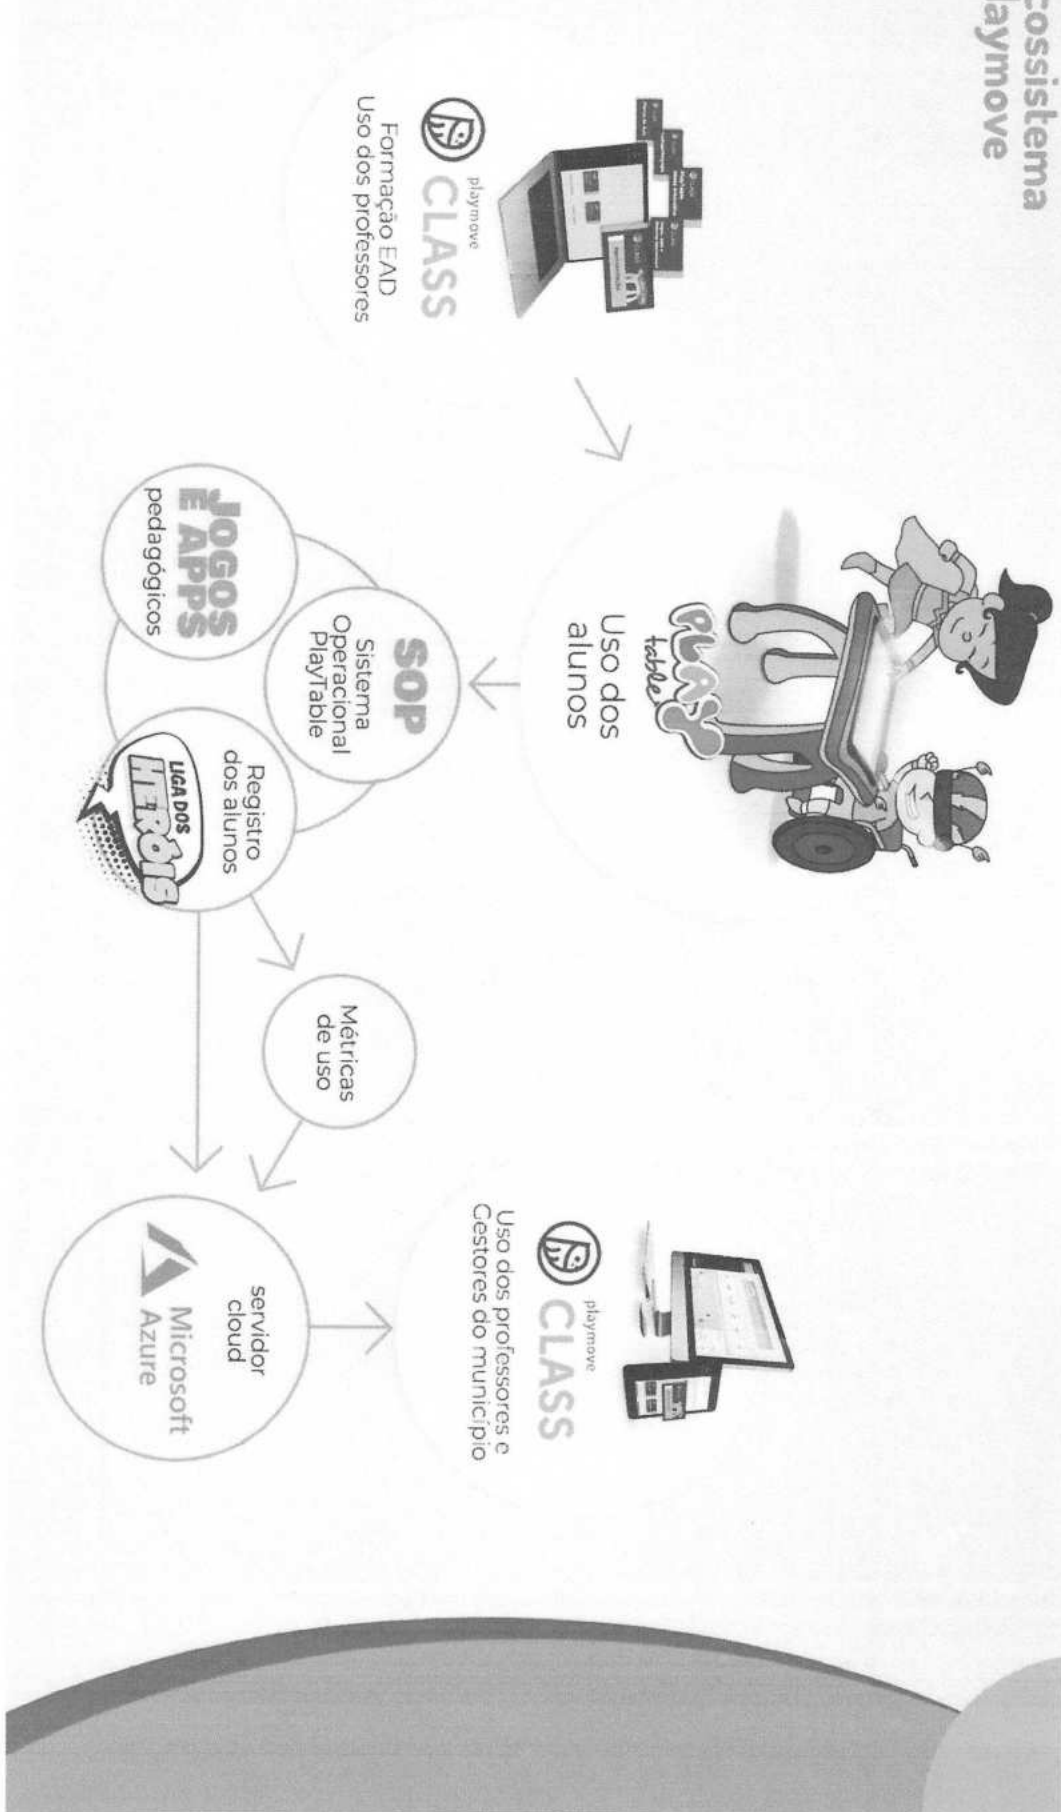 cossistema
laymove
playmove
CLASS
Formação EAD
Uso dos professores
PLAY
table
Uso dos
alunos
SOP
Sistema
Operacional
PlayTable
JOGOS
E APPS
pedagógicos
Registro
dos alunos
LIGA DOS
HERÓIS
Métricas
de uso
servidor
cloud
Microsoft
Azure
playmove
CLASS
Uso dos professores e
Gestores do município